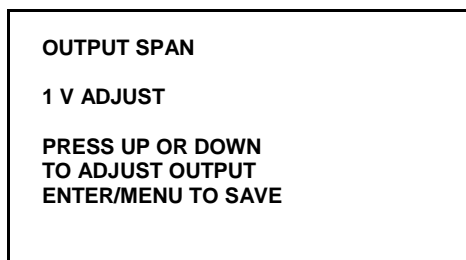 OUTPUT SPAN
1 V ADJUST
PRESS UP OR DOWN
TO ADJUST OUTPUT
ENTER/MENU TO SAVE